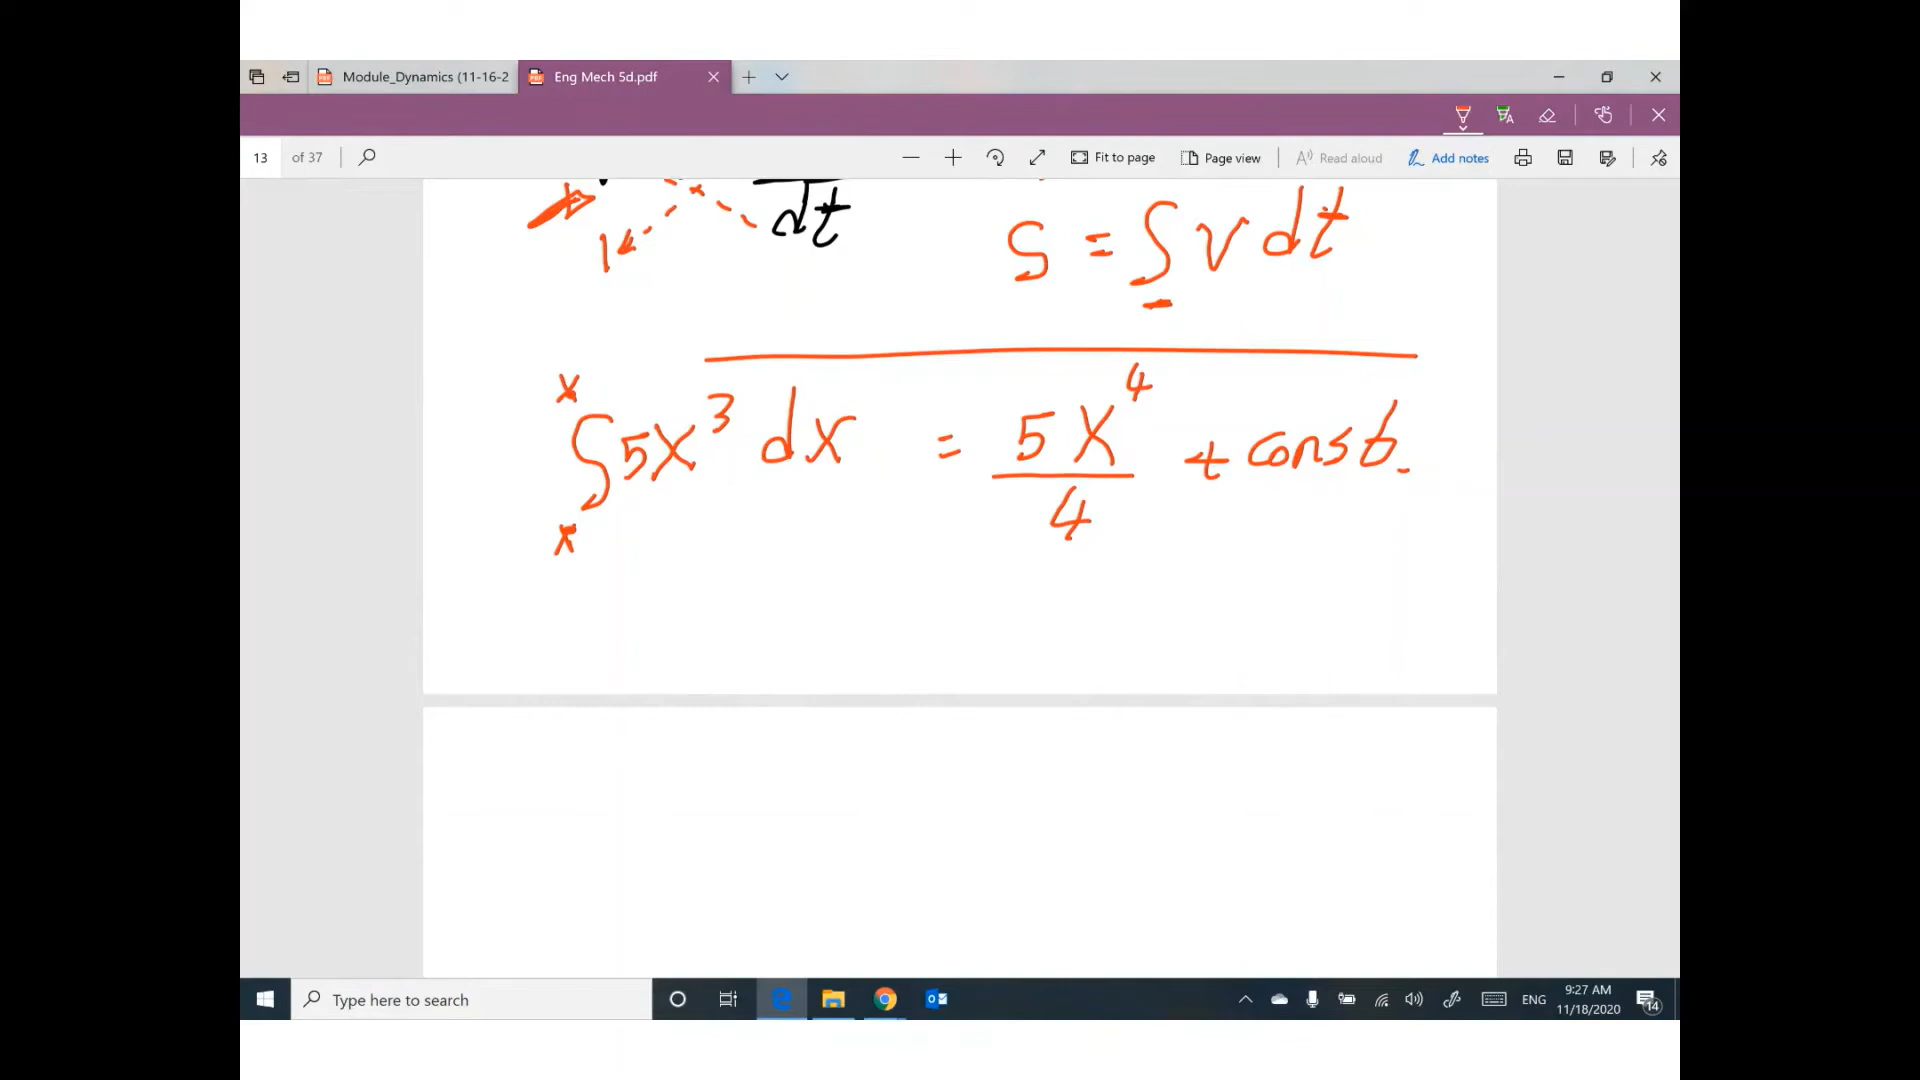 Module_Dynamics (11-16-2
Eng Mech 5d.pdf
13 of 37
Fit to page
Page view
Read aloud
Add notes
dt
S = ∫ v dt
x
∫ 5x³ dx = 5x⁴/4 + const.
x
Type here to search
ENG
9:27 AM
11/18/2020
14